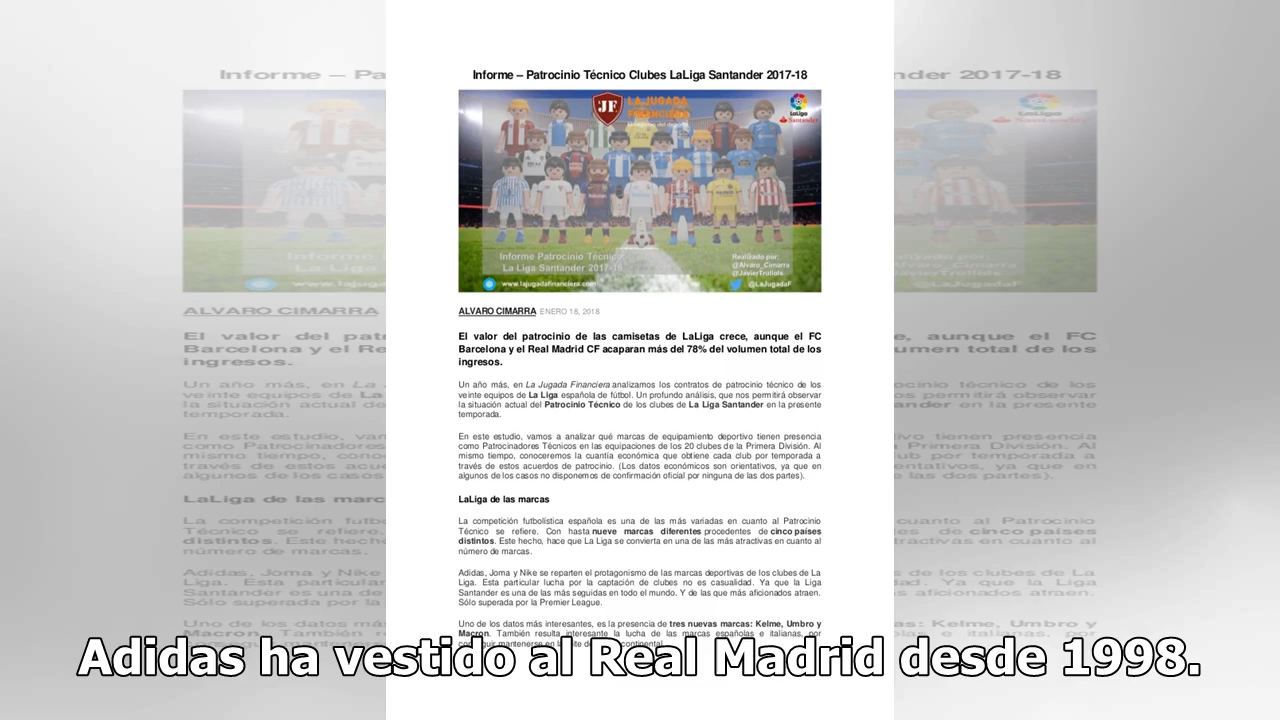 Informe – Patrocinio Técnico Clubes LaLiga Santander 2017-18
JF LA JUGADA
FINANCIERA
LaLiga
Santander
Informe Patrocinio Técnico
La Liga Santander 2017-18
Realizado por:
@Alvaro_Cimarra
@JavierTrullols
www.lajugadafinanciera.com
@LaJugadaF
ALVARO CIMARRA ENERO 18, 2018
El valor del patrocinio de las camisetas de LaLiga crece, aunque el FC
Barcelona y el Real Madrid CF acaparan más del 78% del volumen total de los
ingresos.
Un año más, en La Jugada Financiera analizamos los contratos de patrocinio técnico de los
veinte equipos de La Liga española de fútbol. Un profundo análisis, que nos permitirá observar
la situación actual del Patrocinio Técnico de los clubes de La Liga Santander en la presente
temporada.
En este estudio, vamos a analizar qué marcas de equipamiento deportivo tienen presencia
como Patrocinadores Técnicos en las equipaciones de los 20 clubes de la Primera División. Al
mismo tiempo, conoceremos la cuantía económica que obtiene cada club por temporada a
través de estos acuerdos de patrocinio. (Los datos económicos son orientativos, ya que en
algunos de los casos no disponemos de confirmación oficial por ninguna de las dos partes).
LaLiga de las marcas
La competición futbolística española es una de las más variadas en cuanto al Patrocinio
Técnico se refiere. Con hasta nueve marcas diferentes procedentes de cinco países
distintos. Este hecho, hace que La Liga se convierta en una de las más atractivas en cuanto al
número de marcas.
Adidas, Joma y Nike se reparten el protagonismo de las marcas deportivas de los clubes de La
Liga. Esta particular lucha por la captación de clubes no es casualidad. Ya que la Liga
Santander es una de las más seguidas en todo el mundo. Y de las que más aficionados atraen.
Sólo superada por la Premier League.
Uno de los datos más interesantes, es la presencia de tres nuevas marcas: Kelme, Umbro y
Macron. También resulta interesante la lucha de las marcas españolas e italianas, por
Adidas ha vestido al Real Madrid desde 1998.